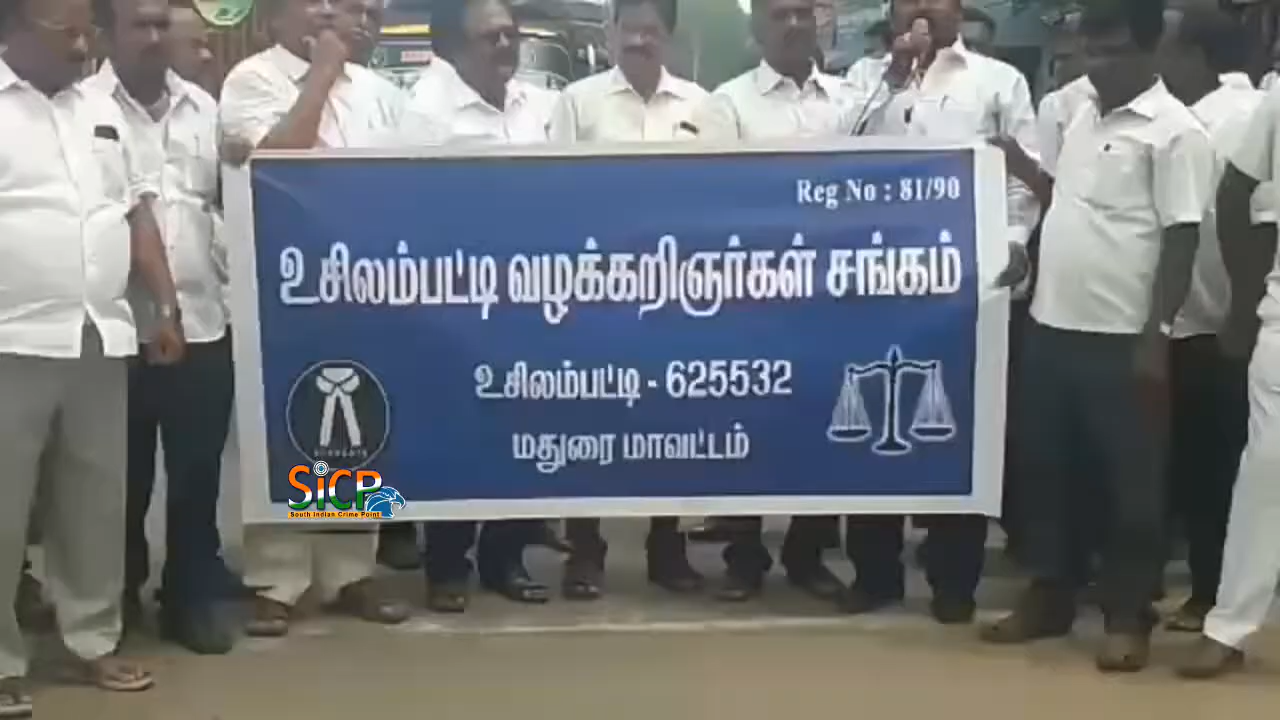 Reg No : 81/90
உசிலம்பட்டி வழக்கறிஞர்கள் சங்கம்
உசிலம்பட்டி - 625532
மதுரை மாவட்டம்
SiCP
South Indian Crime Point